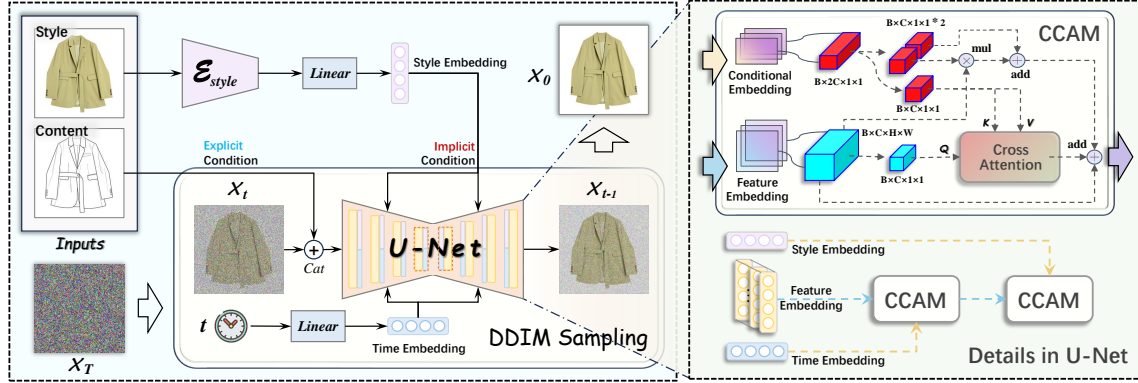 Style
Content
Inputs
X_T
ℰ_style
Linear
Style Embedding
X_0
Explicit
Condition
Implicit
Condition
X_t
X_{t-1}
U-Net
Cat
t
Linear
Time Embedding
DDIM Sampling
CCAM
B×C×1×1*2
Conditional
Embedding
B×2C×1×1
mul
add
B×C×1×1
K
V
B×C×H×W
Q
Cross
Attention
add
Feature
Embedding
B×C×1×1
Style Embedding
Feature
Embedding
CCAM
CCAM
Time Embedding
Details in U-Net